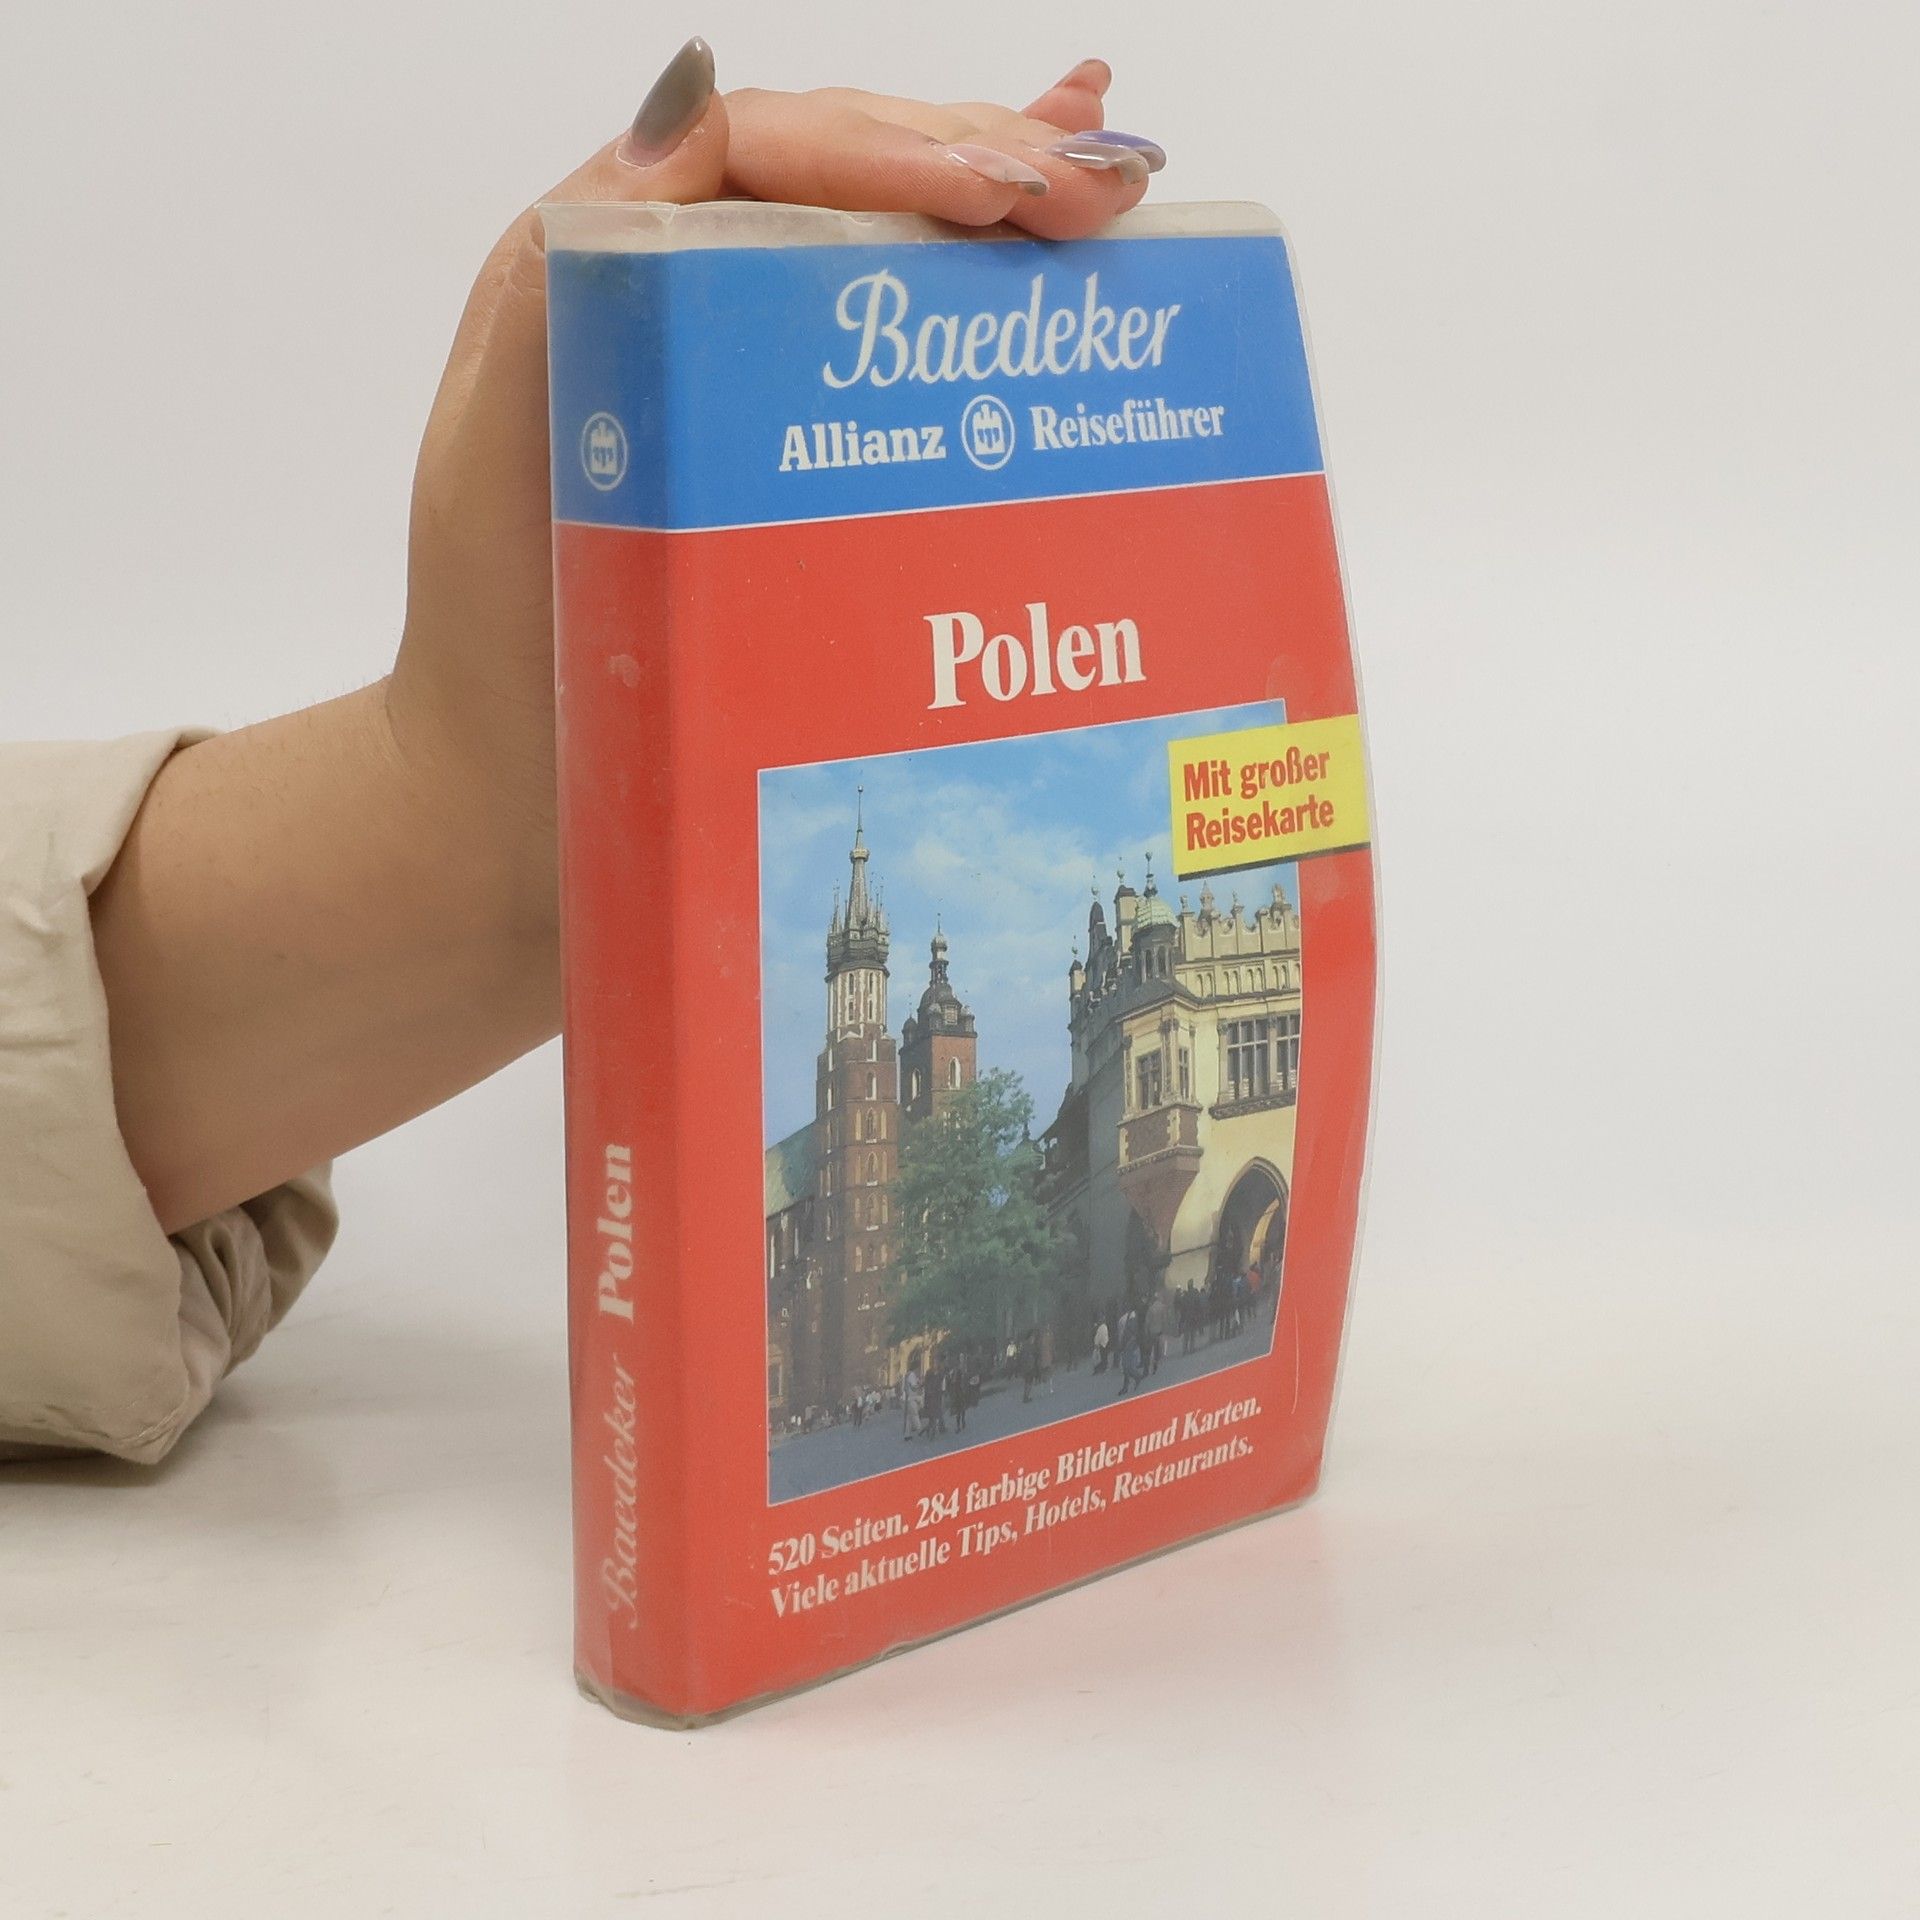 Baedeker
Allianz Reiseführer
Polen
Mit großer
Reisekarte
520 Seiten. 284 farbige Bilder und Karten.
Viele aktuelle Tips, Hotels, Restaurants.
Baedeker Polen